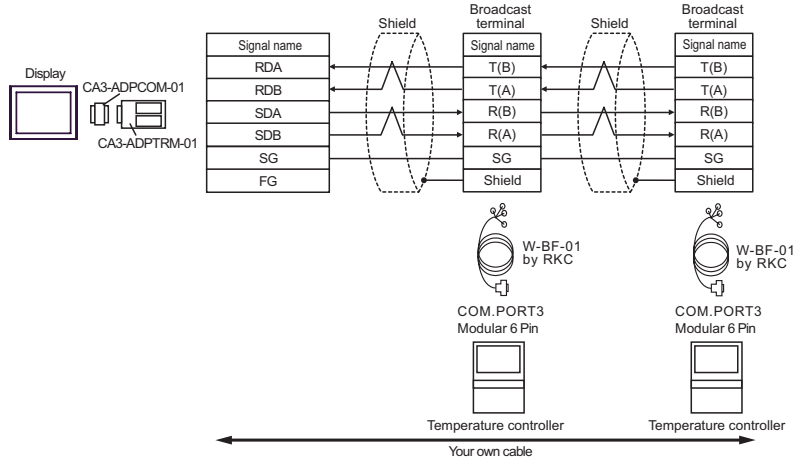 Display
CA3-ADPCOM-01
CA3-ADPTRM-01
Signal name
RDA
RDB
SDA
SDB
SG
FG
Shield
Broadcast
terminal
Signal name
T(B)
T(A)
R(B)
R(A)
SG
Shield
Shield
Broadcast
terminal
Signal name
T(B)
T(A)
R(B)
R(A)
SG
Shield
W-BF-01
by RKC
COM.PORT3
Modular 6 Pin
Temperature controller
W-BF-01
by RKC
COM.PORT3
Modular 6 Pin
Temperature controller
Your own cable